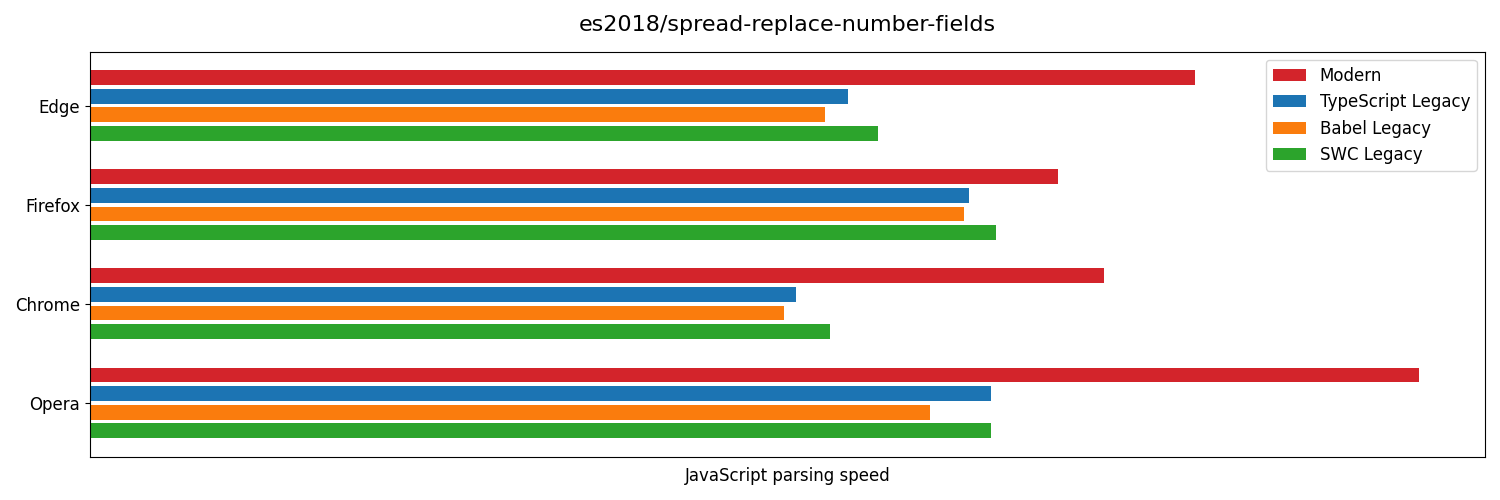 es2018/spread-replace-number-fields
Modern
TypeScript Legacy
Babel Legacy
SWC Legacy
Edge
Firefox
Chrome
Opera
JavaScript parsing speed